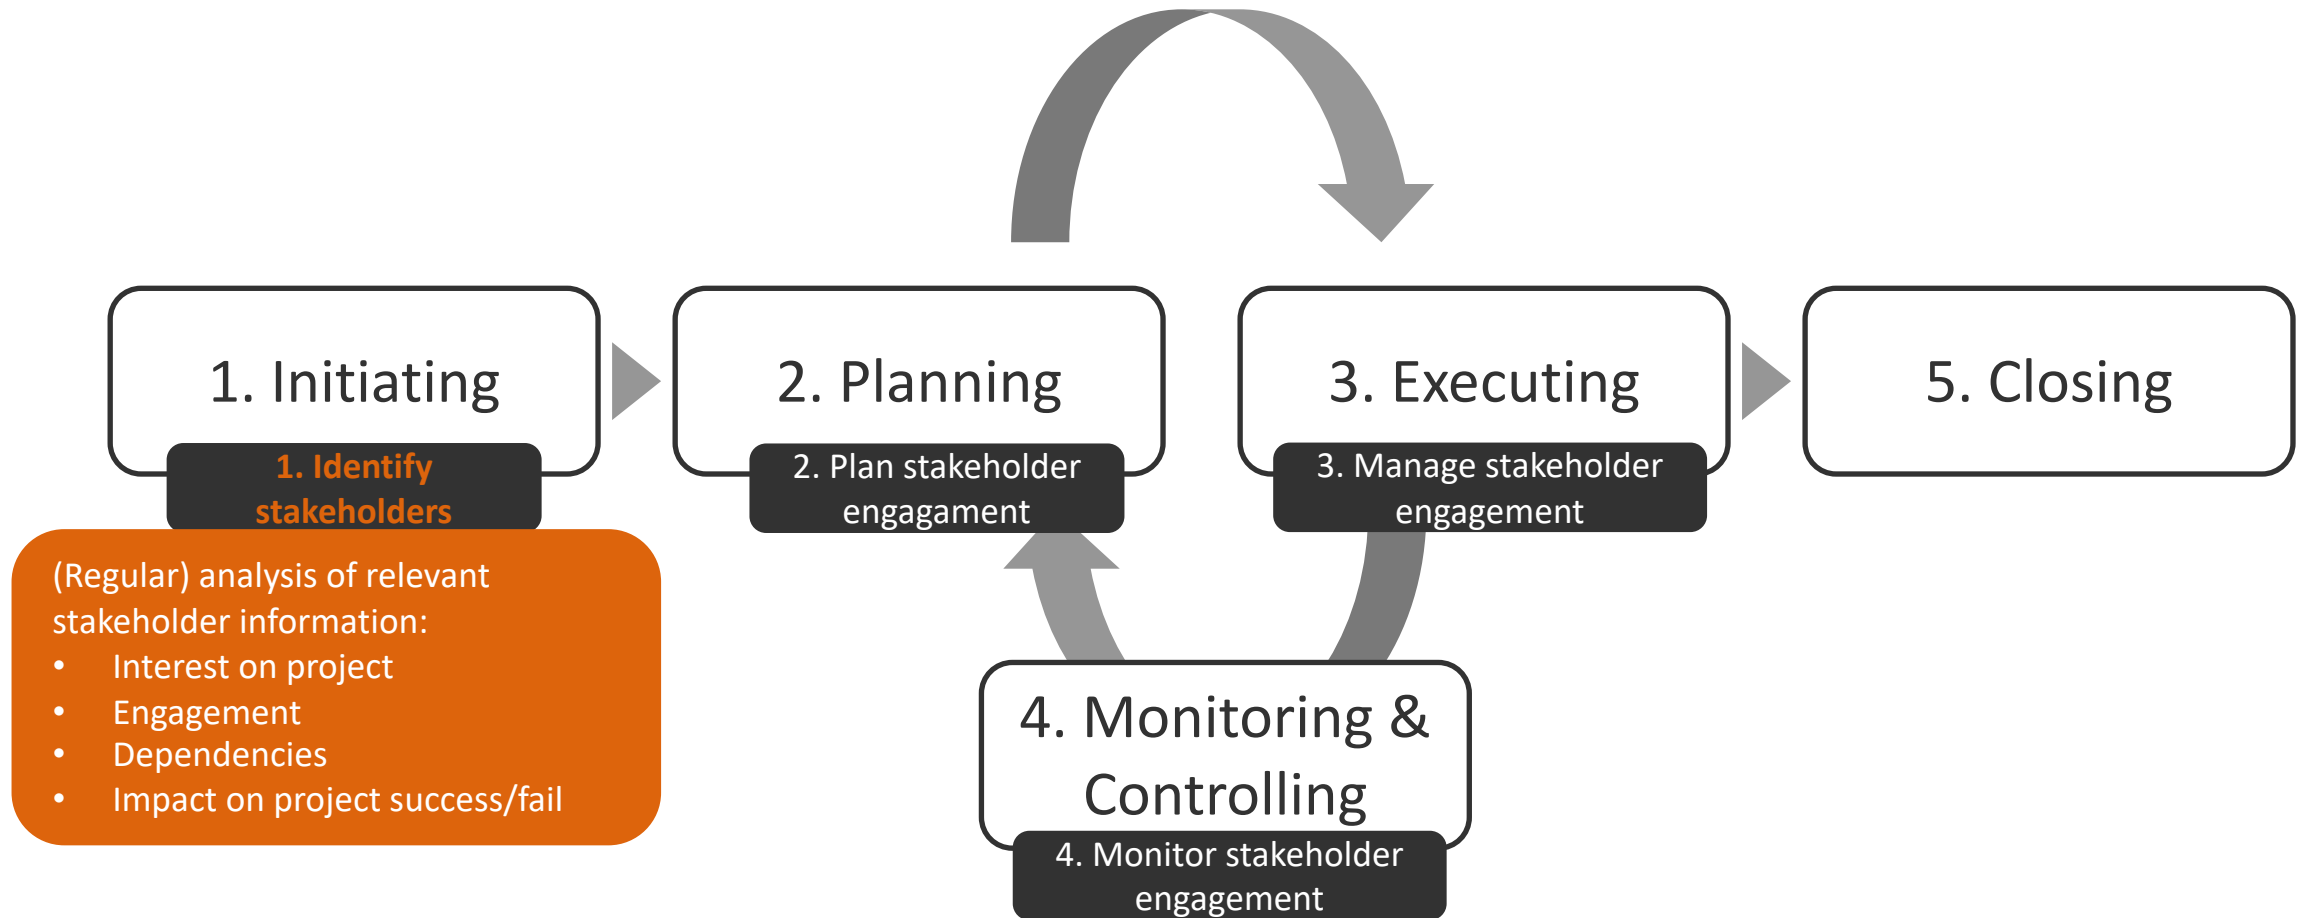 1. Initiating
1. Identify
stakeholders
(Regular) analysis of relevant
stakeholder information:
• Interest on project
• Engagement
• Dependencies
• Impact on project success/fail
2. Planning
2. Plan stakeholder
engagament
3. Executing
3. Manage stakeholder
engagement
4. Monitoring &
Controlling
4. Monitor stakeholder
engagement
5. Closing